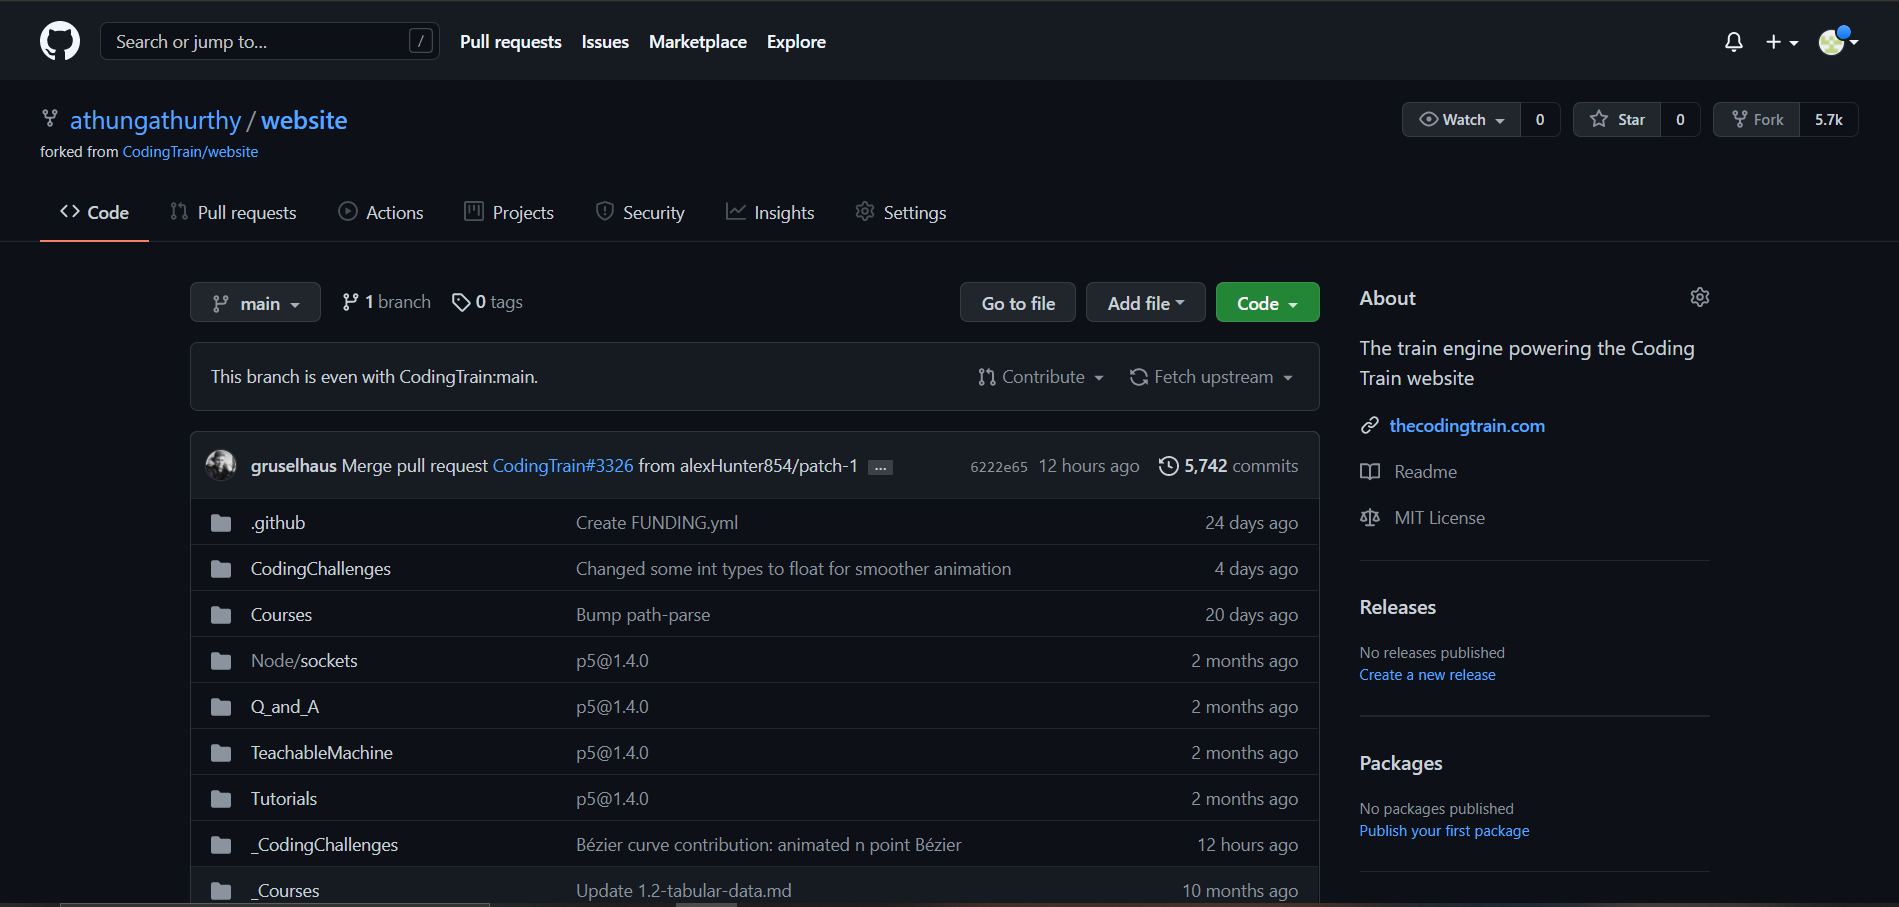 Search or jump to... /
Pull requests Issues Marketplace Explore
athungathurthy / website
forked from CodingTrain/website
Watch 0 Star 0 Fork 5.7k
Code Pull requests Actions Projects Security Insights Settings
main 1 branch 0 tags Go to file Add file Code
This branch is even with CodingTrain:main. Contribute Fetch upstream
gruselhaus Merge pull request CodingTrain#3326 from alexHunter854/patch-1 ... 6222e65 12 hours ago 5,742 commits
.github Create FUNDING.yml 24 days ago
CodingChallenges Changed some int types to float for smoother animation 4 days ago
Courses Bump path-parse 20 days ago
Node/sockets p5@1.4.0 2 months ago
Q_and_A p5@1.4.0 2 months ago
TeachableMachine p5@1.4.0 2 months ago
Tutorials p5@1.4.0 2 months ago
_CodingChallenges Bézier curve contribution: animated n point Bézier 12 hours ago
_Courses Update 1.2-tabular-data.md 10 months ago
About
The train engine powering the Coding
Train website
thecodingtrain.com
Readme
MIT License
Releases
No releases published
Create a new release
Packages
No packages published
Publish your first package